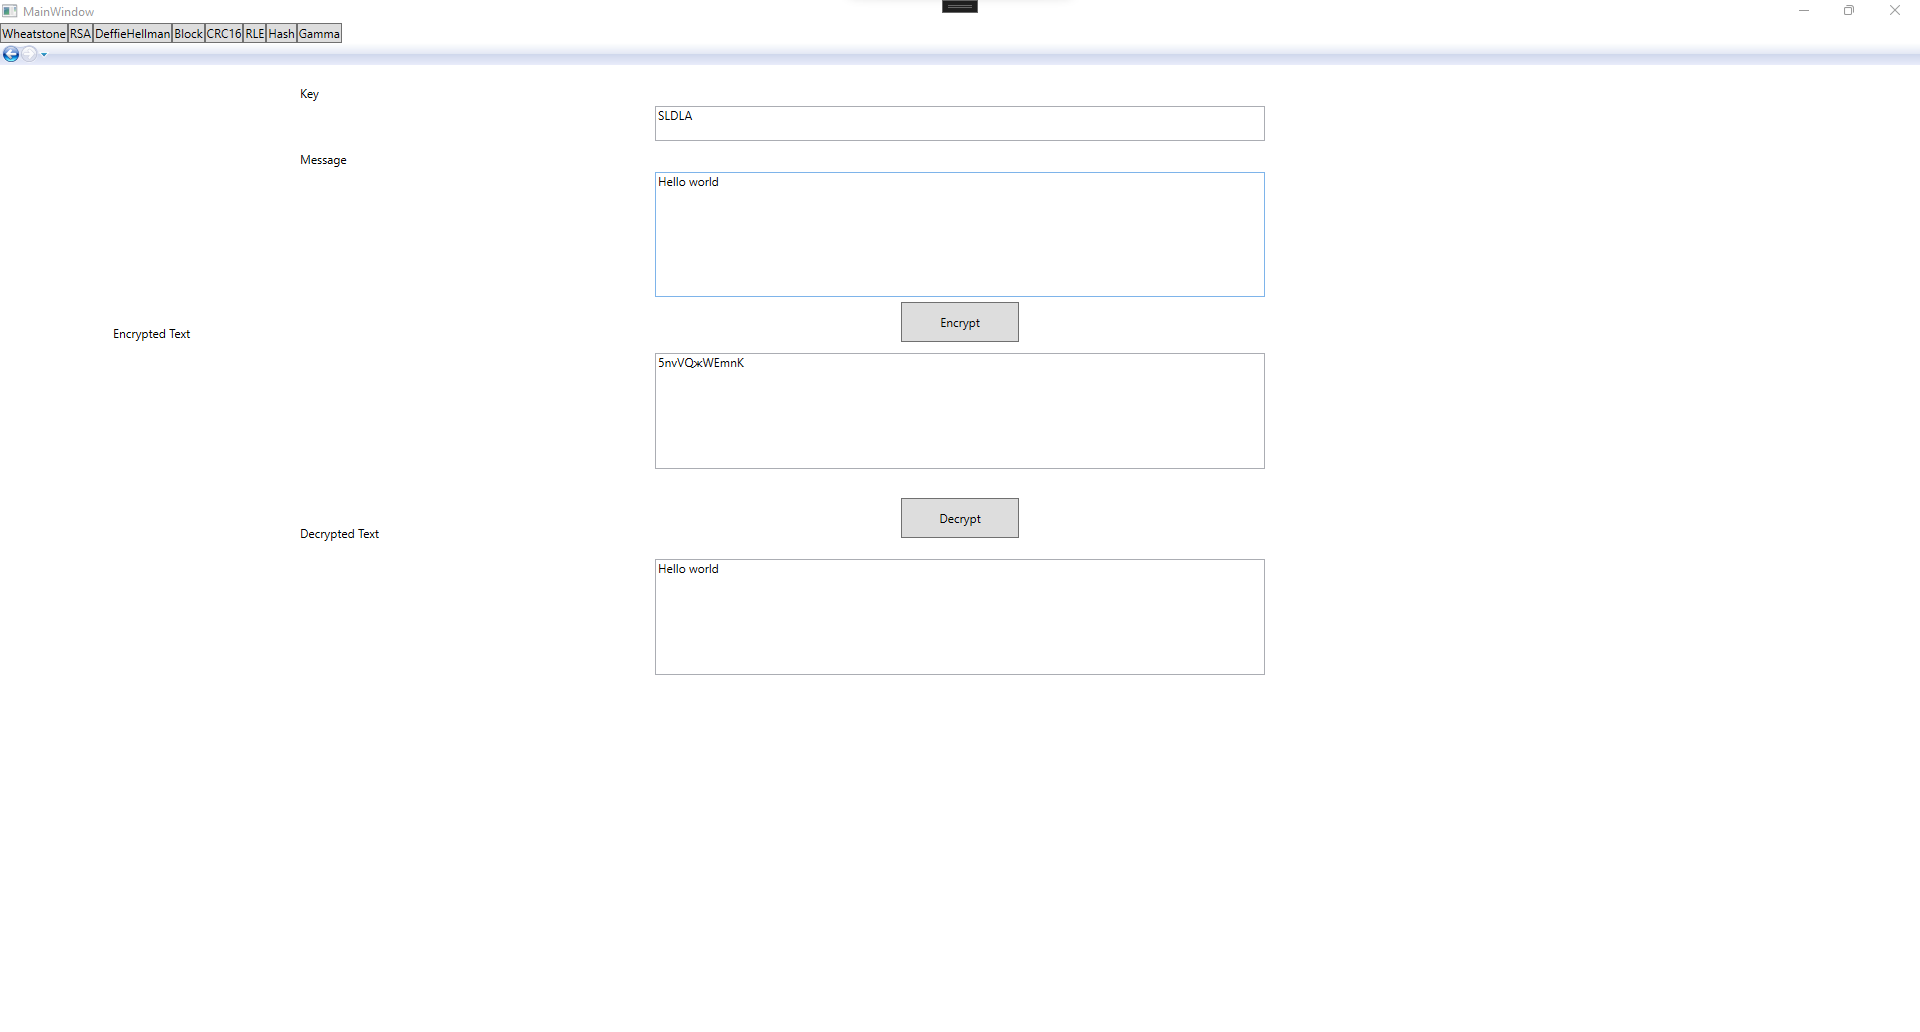 MainWindow
Wheatstone RSA DeffieHellman Block CRC16 RLE Hash Gamma
Key
SLDLA
Message
Hello world
Encrypt
Encrypted Text
5nvVQжWEmnK
Decrypt
Decrypted Text
Hello world